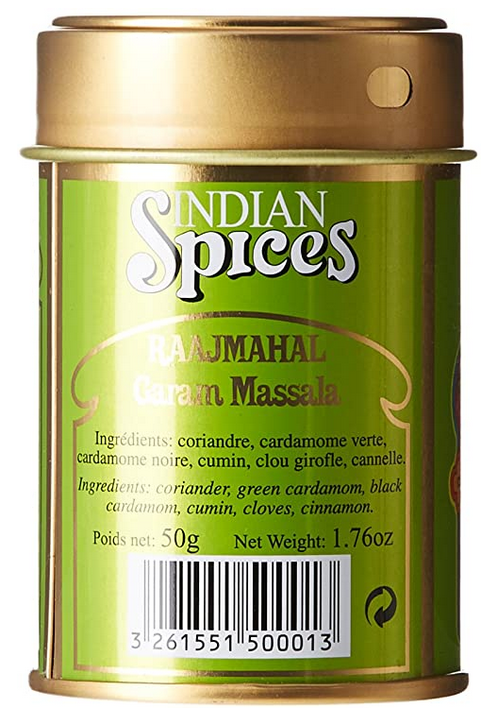 INDIAN
Spices
RAAJMAHAL
Garam Massala
Ingrédients: coriandre, cardamome verte,
cardamome noire, cumin, clou girofle, cannelle.
Ingredients: coriander, green cardamom, black
cardamom, cumin, cloves, cinnamon.
Poids net: 50g Net Weight: 1.76oz
3 261551 500013